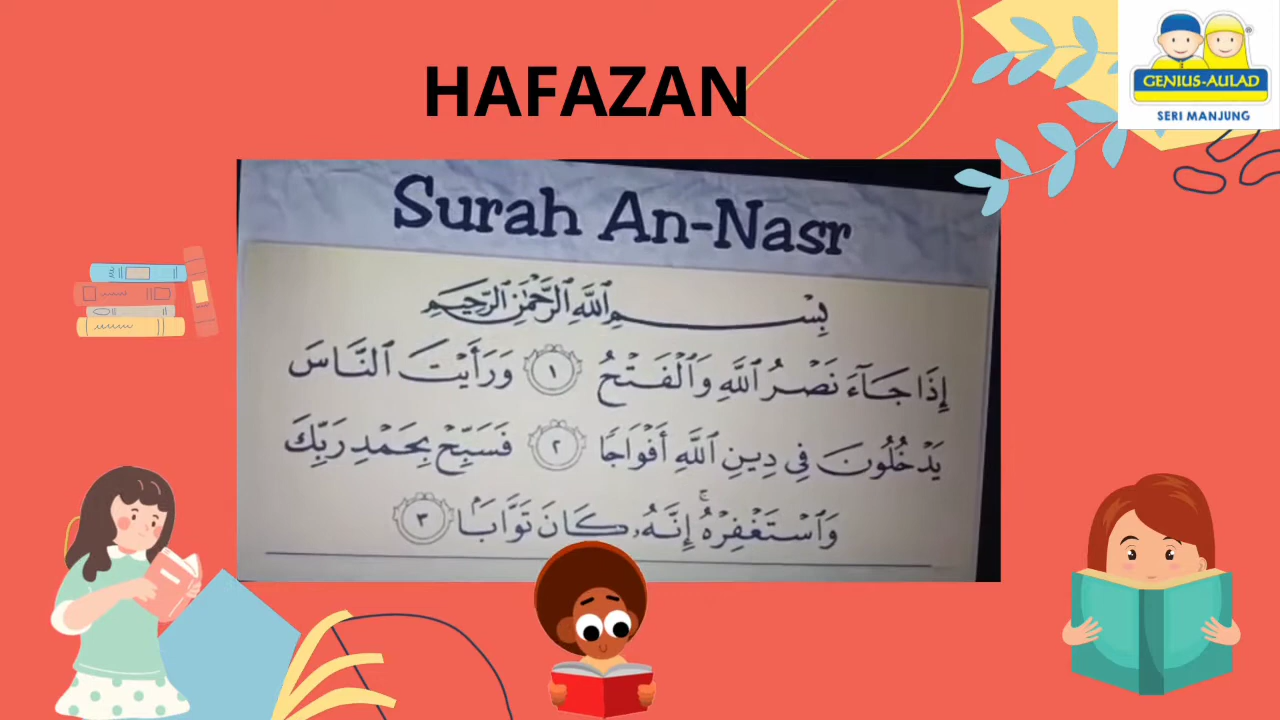 HAFAZAN
GENIUS-AULAD
SERI MANJUNG
Surah An-Nasr
بِسْمِ ٱللَّهِ ٱلرَّحْمَٰنِ ٱلرَّحِيمِ
إِذَا جَآءَ نَصْرُ ٱللَّهِ وَٱلْفَتْحُ ١ وَرَأَيْتَ ٱلنَّاسَ
يَدْخُلُونَ فِى دِينِ ٱللَّهِ أَفْوَاجًا ٢ فَسَبِّحْ بِحَمْدِ رَبِّكَ
وَٱسْتَغْفِرْهُ ۚ إِنَّهُۥ كَانَ تَوَّابَۢا ٣